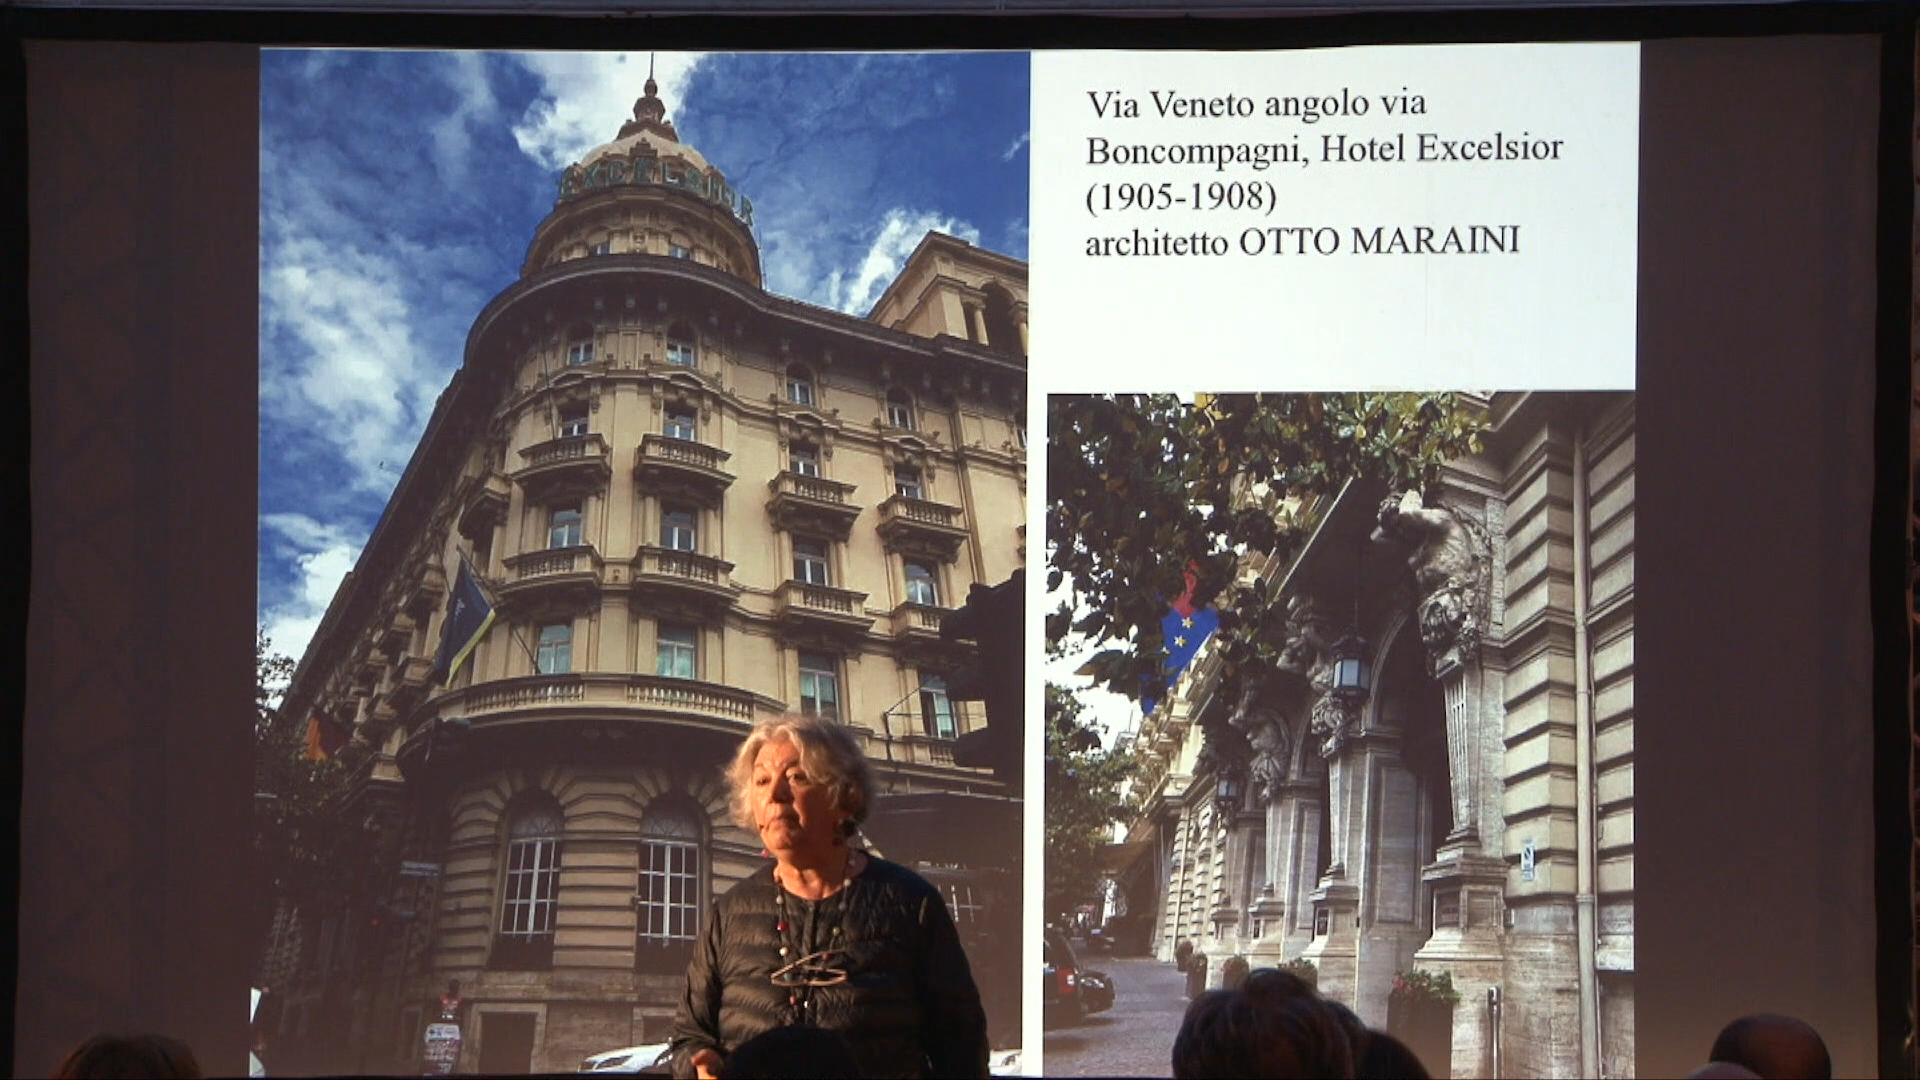 EXCELSIOR
Via Veneto angolo via
Boncompagni, Hotel Excelsior
(1905-1908)
architetto OTTO MARAINI